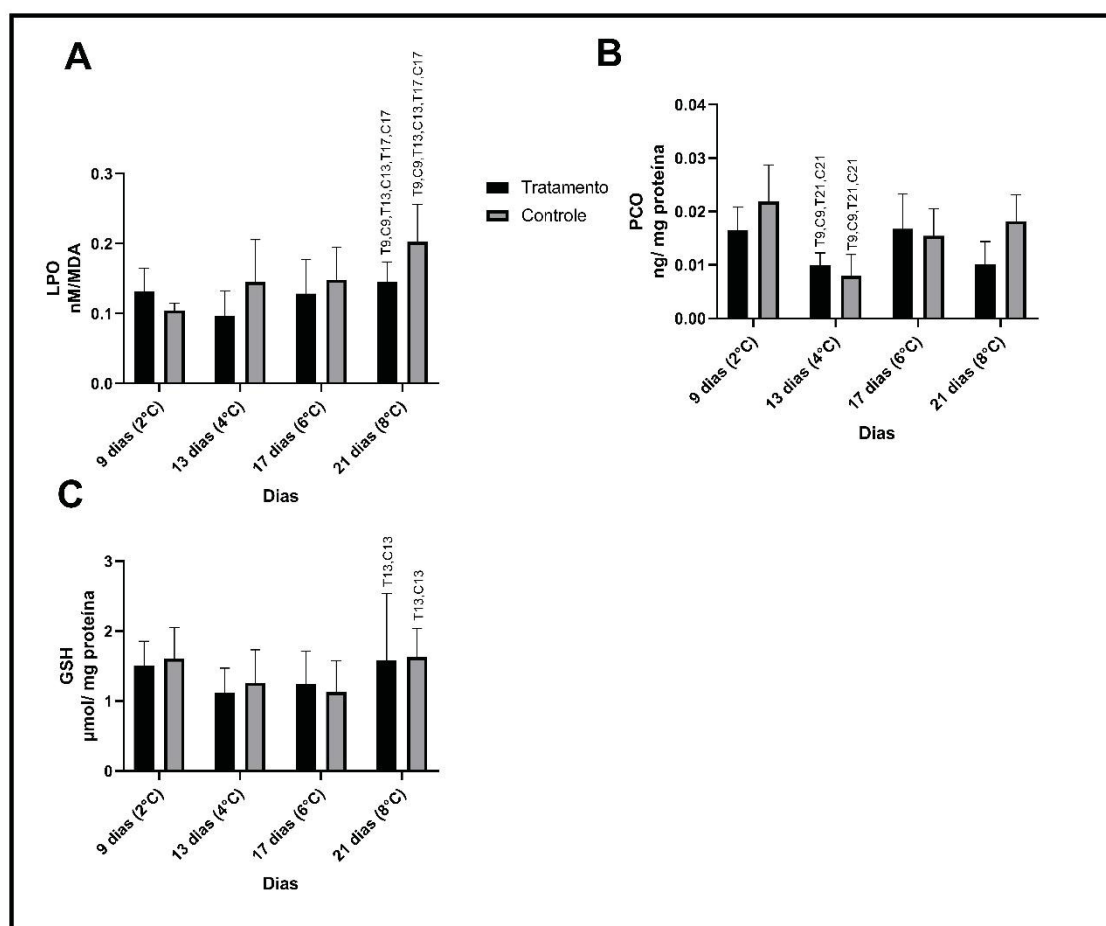 A
LPO
nM/MDA
0.3
0.2
0.1
0.0
T9,C9,T13,C13,T17,C17
T9,C9,T13,C13,T17,C17
9 dias (2°C)
13 dias (4°C)
17 dias (6°C)
21 dias (8°C)
Dias
Tratamento
Controle
B
PCO
ng/ mg proteína
0.04
0.03
0.02
0.01
0.00
T9,C9,T21,C21
T9,C9,T21,C21
9 dias (2°C)
13 dias (4°C)
17 dias (6°C)
21 dias (8°C)
Dias
C
GSH
µmol/ mg proteína
3
2
1
0
T13,C13
T13,C13
9 dias (2°C)
13 dias (4°C)
17 dias (6°C)
21 dias (8°C)
Dias